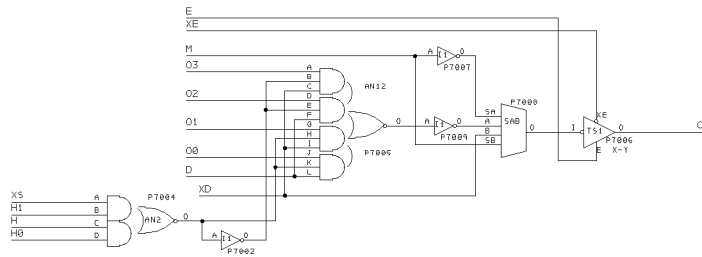 E
XE
M
O3
A
B
C
O2
D
E
F
O1
G
H
I
O0
J
K
L
D
XD
AN12
P7005
O
A
I1
O
P7007
A
I1
O
P7009
P7000
SA
SAB
A
B
SB
O
XE
I
TS1
O
P7006
E
X-Y
O
XS
A
H1
B
H
C
H0
D
P7004
AN2
O
A
I1
O
P7002